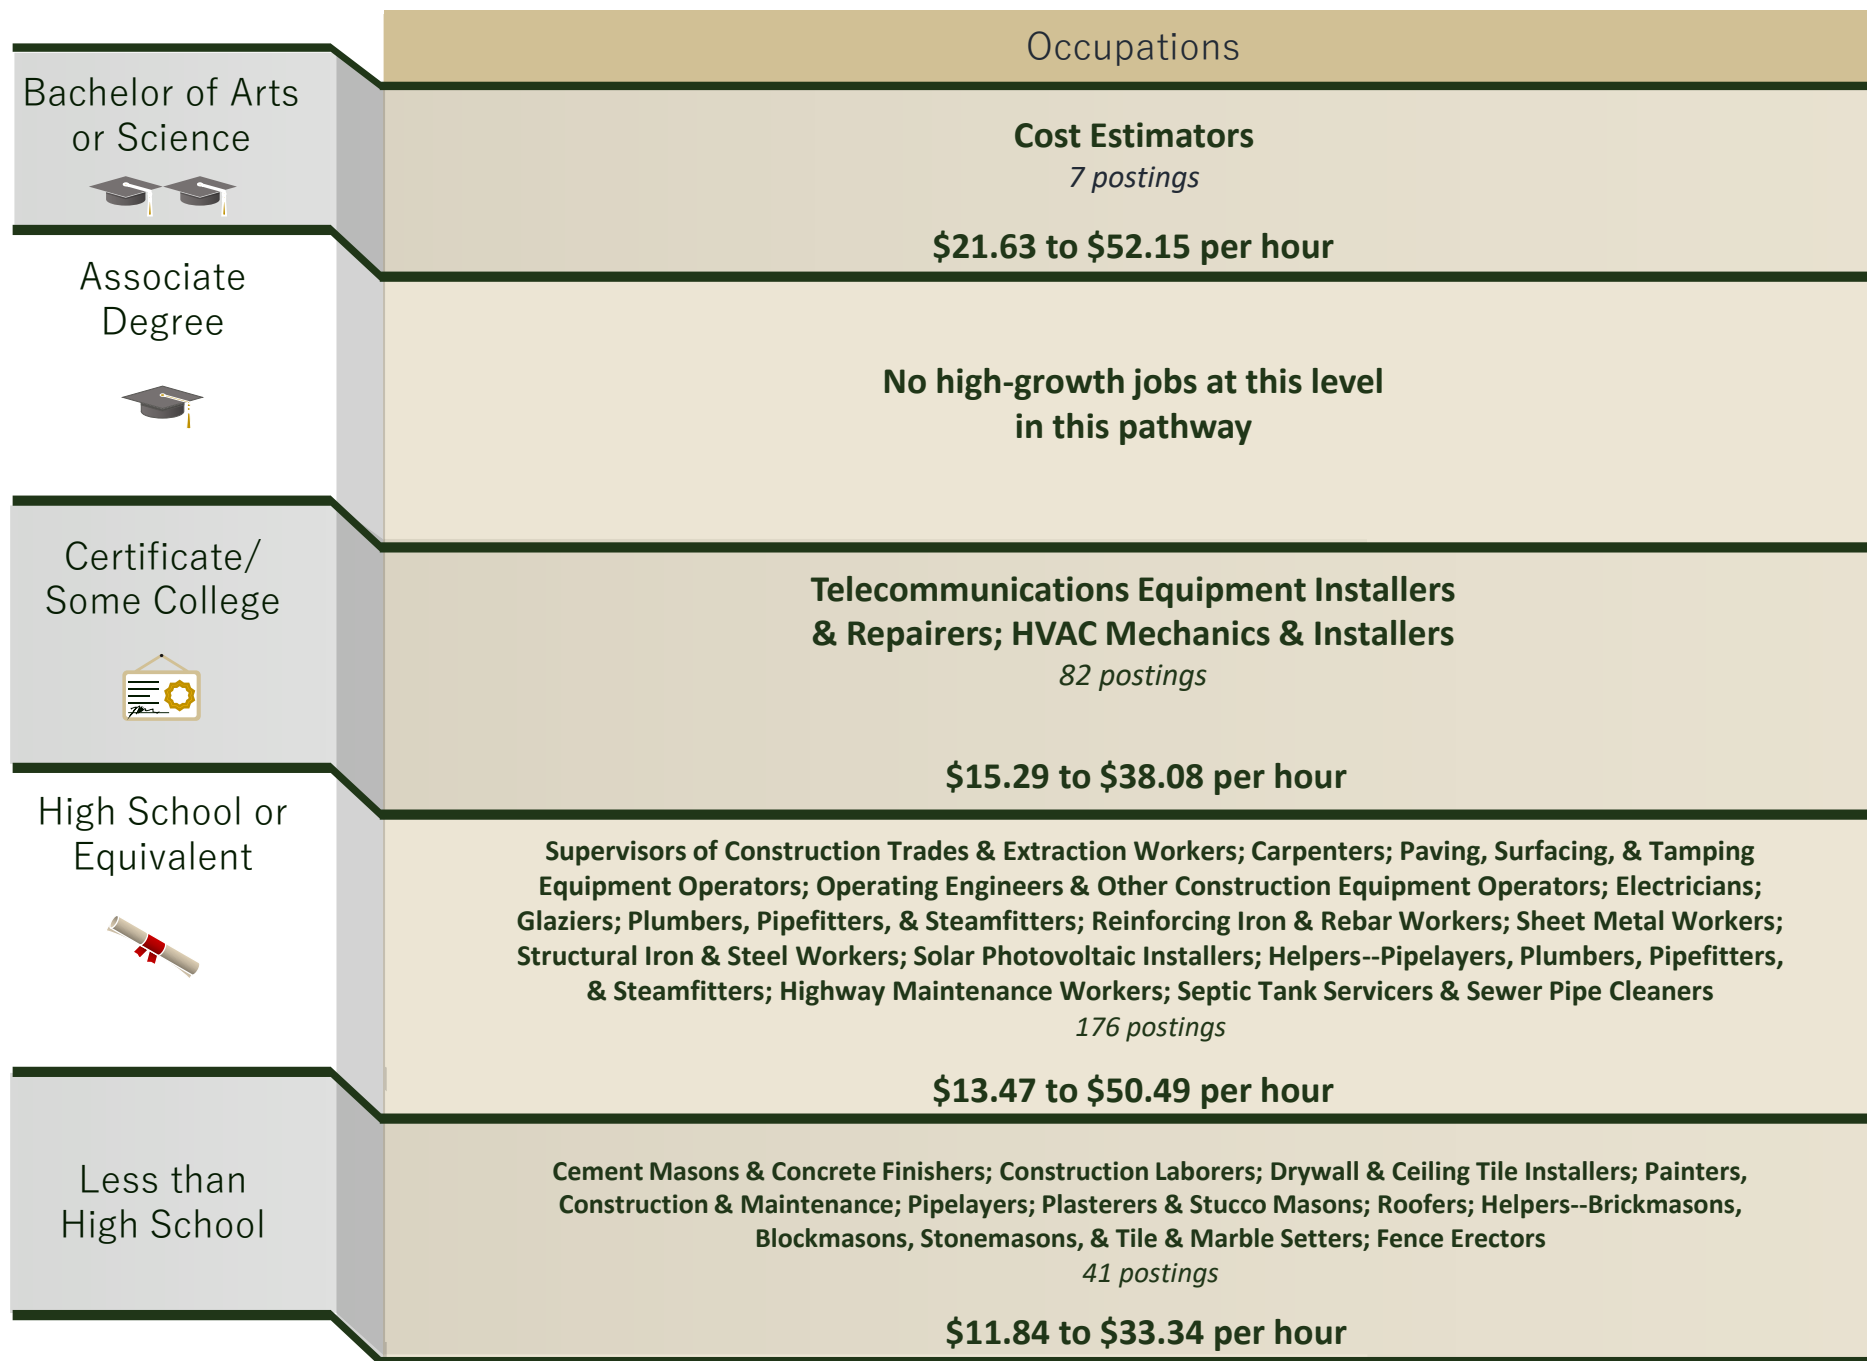 Occupations
Bachelor of Arts
or Science
Cost Estimators
7 postings
$21.63 to $52.15 per hour
Associate
Degree
No high-growth jobs at this level
in this pathway
Certificate/
Some College
Telecommunications Equipment Installers
& Repairers; HVAC Mechanics & Installers
82 postings
$15.29 to $38.08 per hour
High School or
Equivalent
Supervisors of Construction Trades & Extraction Workers; Carpenters; Paving, Surfacing, & Tamping
Equipment Operators; Operating Engineers & Other Construction Equipment Operators; Electricians;
Glaziers; Plumbers, Pipefitters, & Steamfitters; Reinforcing Iron & Rebar Workers; Sheet Metal Workers;
Structural Iron & Steel Workers; Solar Photovoltaic Installers; Helpers--Pipelayers, Plumbers, Pipefitters,
& Steamfitters; Highway Maintenance Workers; Septic Tank Servicers & Sewer Pipe Cleaners
176 postings
$13.47 to $50.49 per hour
Less than
High School
Cement Masons & Concrete Finishers; Construction Laborers; Drywall & Ceiling Tile Installers; Painters,
Construction & Maintenance; Pipelayers; Plasterers & Stucco Masons; Roofers; Helpers--Brickmasons,
Blockmasons, Stonemasons, & Tile & Marble Setters; Fence Erectors
41 postings
$11.84 to $33.34 per hour